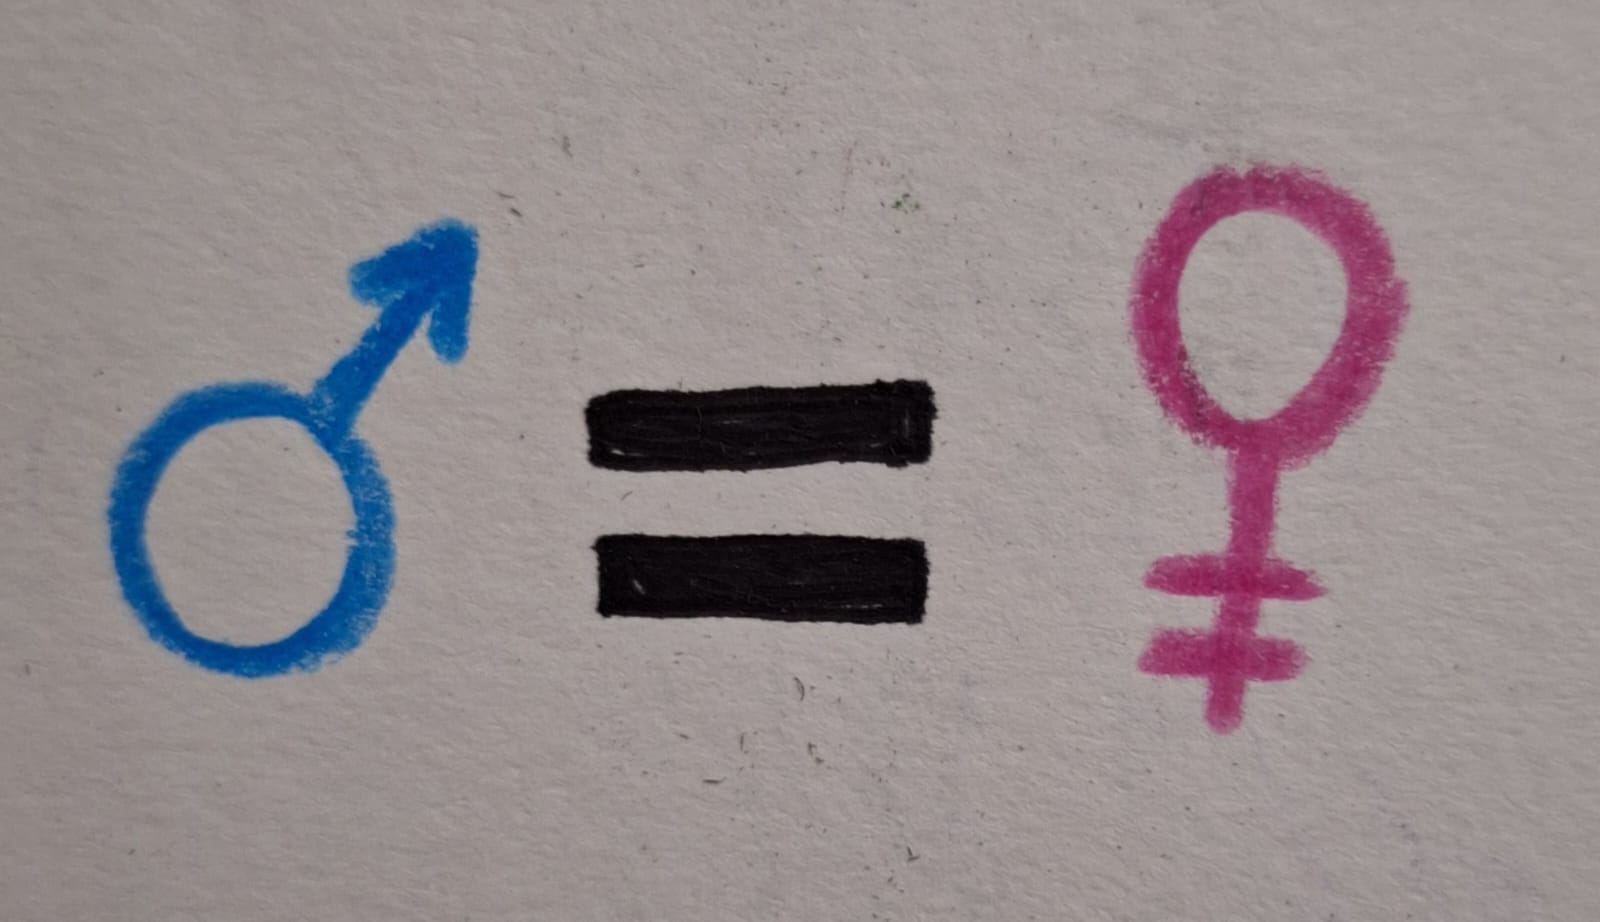 ♂ = ♀